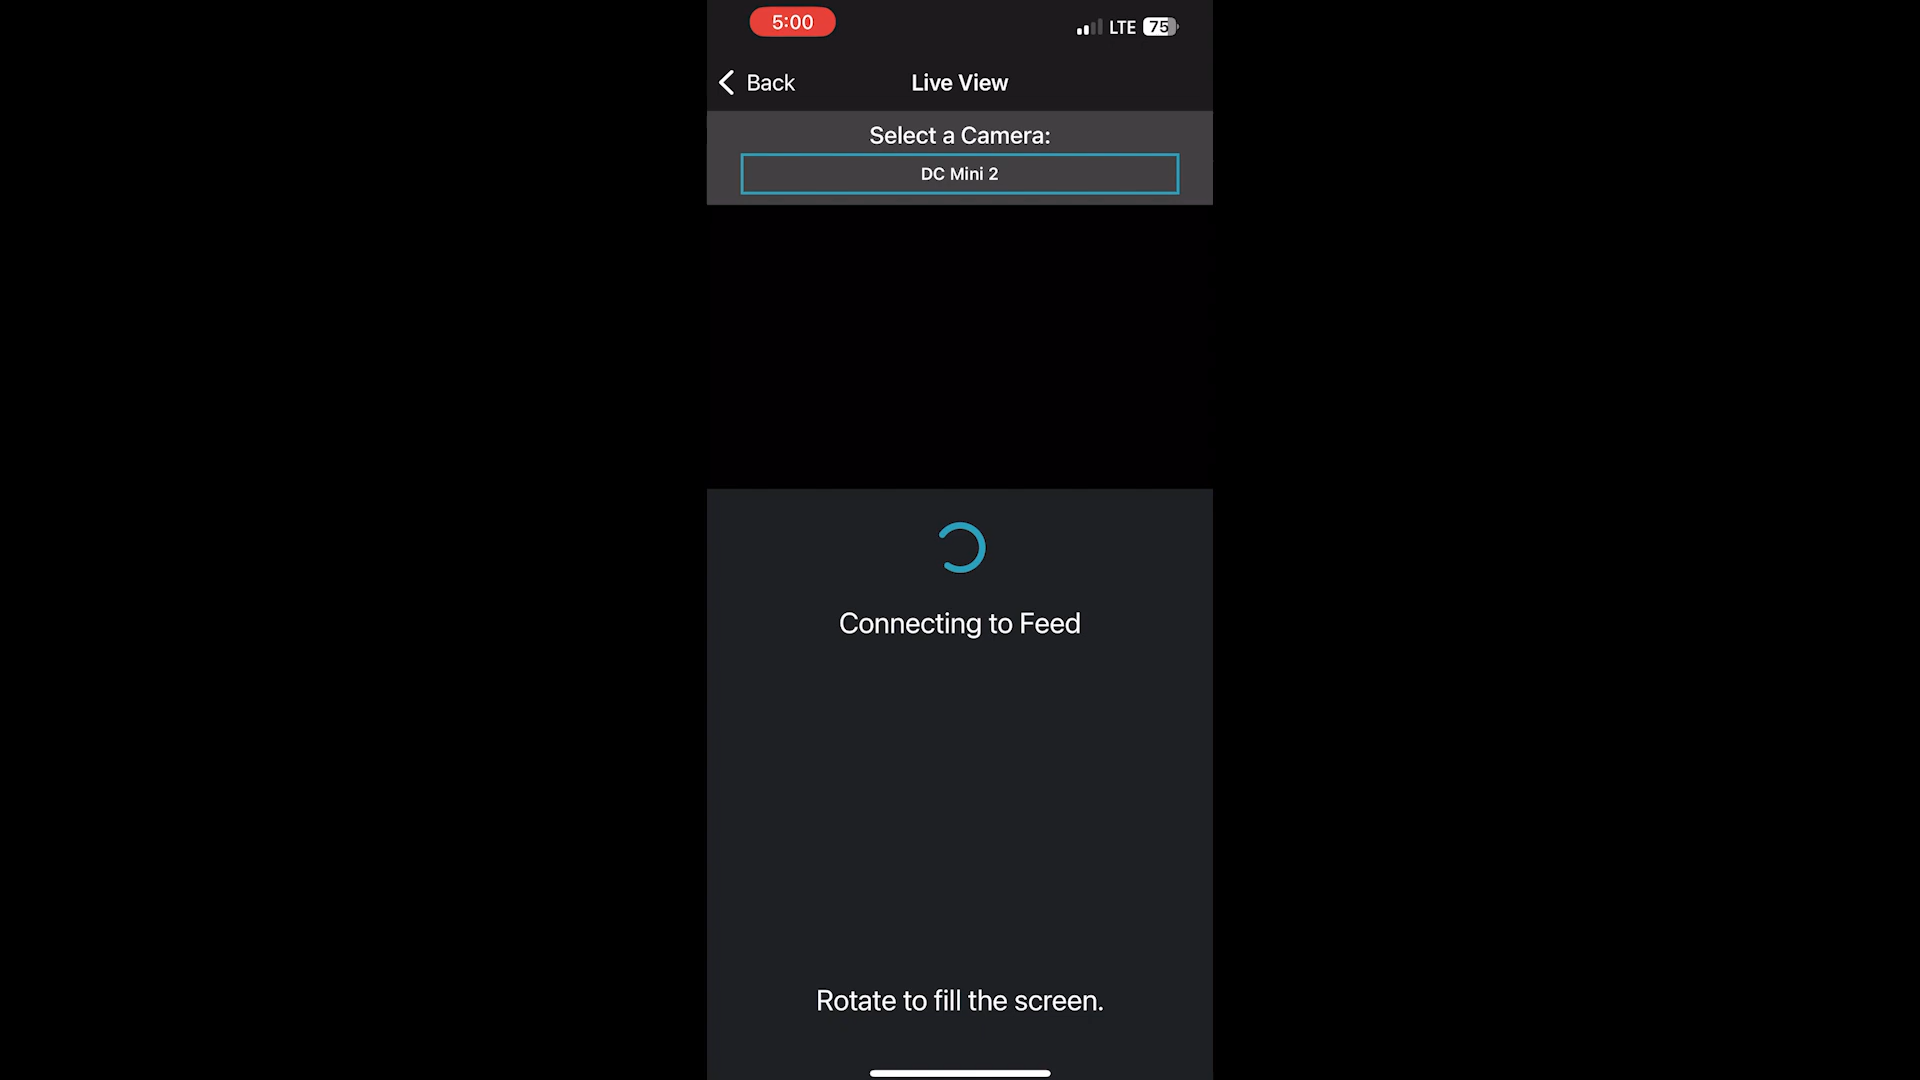 5:00
LTE 75
Back
Live View
Select a Camera:
DC Mini 2
Connecting to Feed
Rotate to fill the screen.